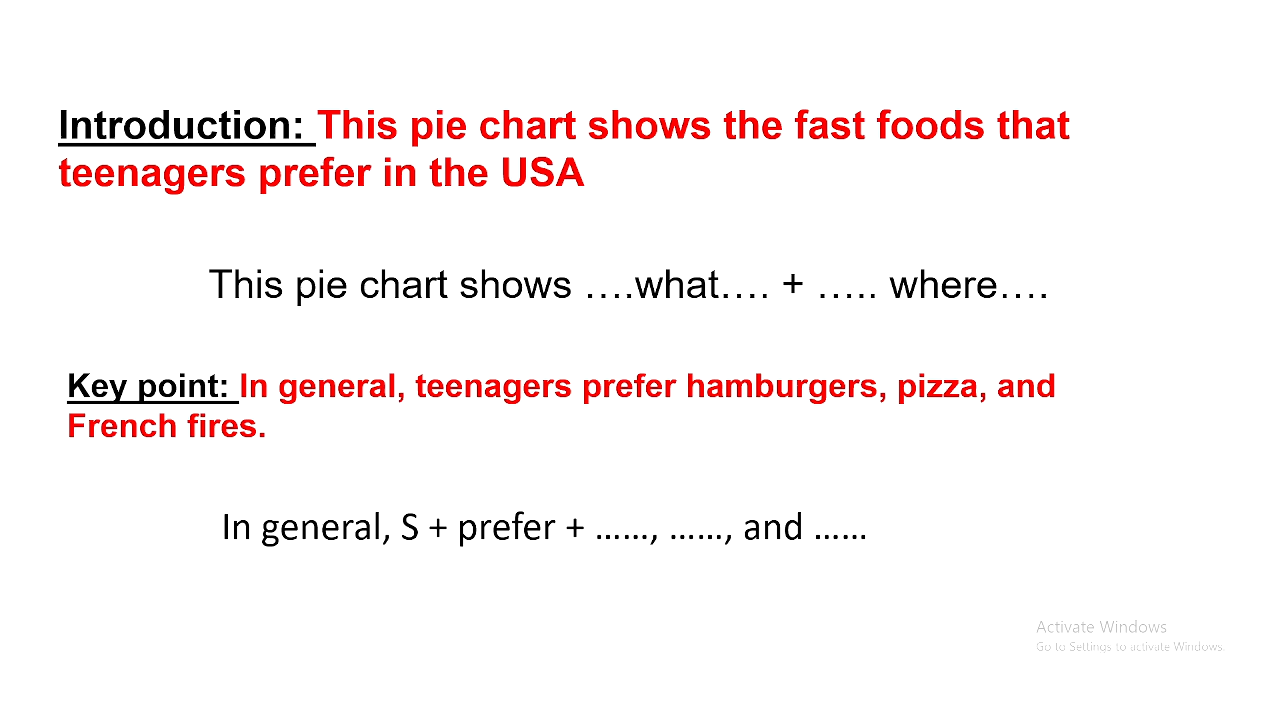 Introduction: This pie chart shows the fast foods that
teenagers prefer in the USA
This pie chart shows ….what…. + ….. where….
Key point: In general, teenagers prefer hamburgers, pizza, and
French fires.
In general, S + prefer + ……, ……, and ……
Activate Windows
Go to Settings to activate Windows